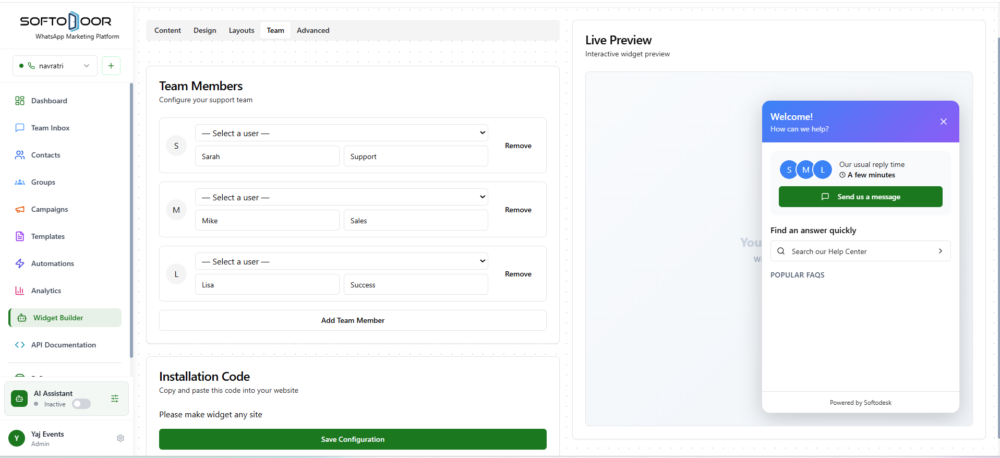 SOFTODOOR
WhatsApp Marketing Platform
navratri
Dashboard
Team Inbox
Contacts
Groups
Campaigns
Templates
Automations
Analytics
Widget Builder
API Documentation
AI Assistant
Inactive
Y
Yaj Events
Admin
Content
Design
Layouts
Team
Advanced
Team Members
Configure your support team
S
— Select a user —
Sarah
Support
Remove
M
— Select a user —
Mike
Sales
Remove
L
— Select a user —
Lisa
Success
Remove
Add Team Member
Installation Code
Copy and paste this code into your website
Please make widget any site
Save Configuration
Live Preview
Interactive widget preview
You
Wi
Welcome!
How can we help?
S M L
Our usual reply time
A few minutes
Send us a message
Find an answer quickly
Search our Help Center
POPULAR FAQS
Powered by Softodesk